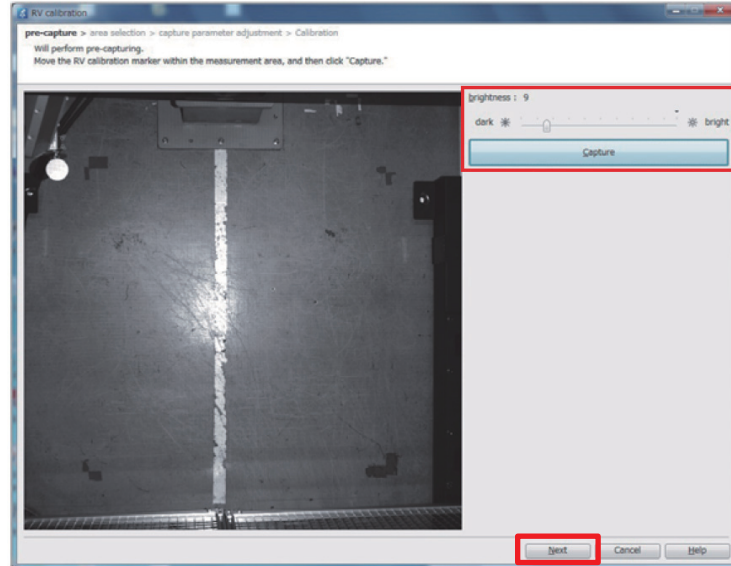 RV calibration
pre-capture > area selection > capture parameter adjustment > Calibration
Will perform pre-capturing.
Move the RV calibration marker within the measurement area, and then click "Capture."
brightness : 9
dark
bright
Capture
Next
Cancel
Help